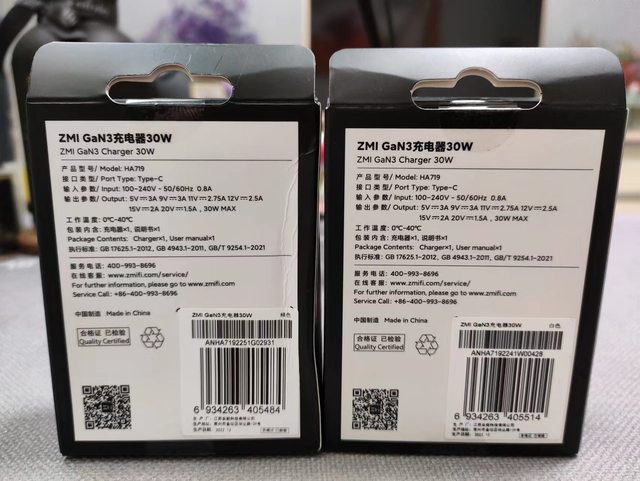 ZMI GaN3充电器30W
ZMI GaN3 Charger 30W
产品型号/ Model: HA719
接口类型/ Port Type: Type-C
输入参数/ Input: 100-240V ~ 50/60Hz 0.8A
输出参数/ Output: 5V⎓3A 9V⎓3A 11V⎓2.75A 12V⎓2.5A
15V⎓2A 20V⎓1.5A , 30W MAX
工作温度: 0℃-40℃
包装内含: 充电器×1, 说明书×1
Package Contents: Charger×1, User manual×1
执行标准: GB 17625.1-2012, GB 4943.1-2011, GB/T 9254.1-2021
服务电话: 400-993-8696
在线客服: www.zmifi.com/service/
For further information, please go to www.zmifi.com/
Service Call: +86-400-993-8696
中国制造 Made in China
合格证 已检验
Quality Certified
ZMI GaN3充电器30W 绿色
ANHA7192251G02931
6 934263 405484
ZMI GaN3充电器30W
ZMI GaN3 Charger 30W
产品型号/ Model: HA719
接口类型/ Port Type: Type-C
输入参数/ Input: 100-240V ~ 50/60Hz 0.8A
输出参数/ Output: 5V⎓3A 9V⎓3A 11V⎓2.75A 12V⎓2.5A
15V⎓2A 20V⎓1.5A , 30W MAX
工作温度: 0℃-40℃
包装内含: 充电器×1, 说明书×1
Package Contents: Charger×1, User manual×1
执行标准: GB 17625.1-2012, GB 4943.1-2011, GB/T 9254.1-2021
服务电话: 400-993-8696
在线客服: www.zmifi.com/service/
For further information, please go to www.zmifi.com/
Service Call: +86-400-993-8696
中国制造 Made in China
合格证 已检验
Quality Certified
ZMI GaN3充电器30W 白色
ANHA7192241W00428
6 934263 405514